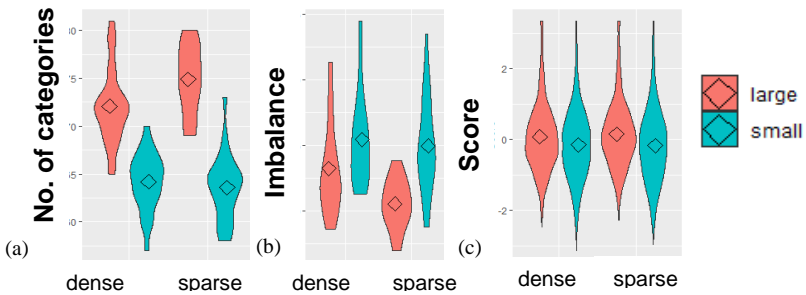 No. of categories
(a)
dense
sparse
Imbalance
(b)
dense
sparse
Score
2
0
-2
(c)
dense
sparse
large
small